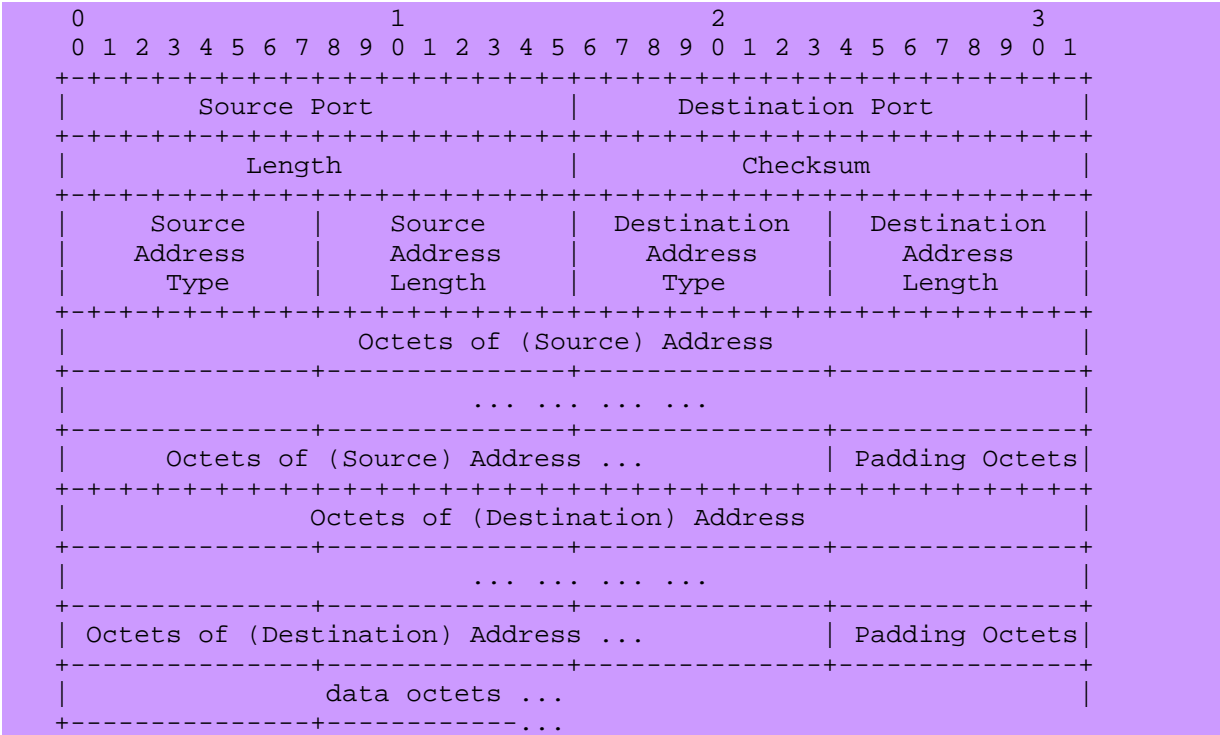 0                   1                   2                   3
 0 1 2 3 4 5 6 7 8 9 0 1 2 3 4 5 6 7 8 9 0 1 2 3 4 5 6 7 8 9 0 1
+-+-+-+-+-+-+-+-+-+-+-+-+-+-+-+-+-+-+-+-+-+-+-+-+-+-+-+-+-+-+-+-+
|        Source Port            |      Destination Port         |
+-+-+-+-+-+-+-+-+-+-+-+-+-+-+-+-+-+-+-+-+-+-+-+-+-+-+-+-+-+-+-+-+
|           Length              |          Checksum             |
+-+-+-+-+-+-+-+-+-+-+-+-+-+-+-+-+-+-+-+-+-+-+-+-+-+-+-+-+-+-+-+-+
|     Source    |    Source     |  Destination  |  Destination  |
|    Address    |    Address    |    Address    |    Address    |
|      Type     |    Length     |     Type      |    Length     |
+-+-+-+-+-+-+-+-+-+-+-+-+-+-+-+-+-+-+-+-+-+-+-+-+-+-+-+-+-+-+-+-+
|                  Octets of (Source) Address                   |
+---------------+---------------+---------------+---------------+
|                         ... ... ... ...                       |
+---------------+---------------+---------------+---------------+
|      Octets of (Source) Address ...           | Padding Octets|
+-+-+-+-+-+-+-+-+-+-+-+-+-+-+-+-+-+-+-+-+-+-+-+-+-+-+-+-+-+-+-+-+
|               Octets of (Destination) Address                 |
+---------------+---------------+---------------+---------------+
|                         ... ... ... ...                       |
+---------------+---------------+---------------+---------------+
| Octets of (Destination) Address ...           | Padding Octets|
+---------------+---------------+---------------+---------------+
|                data octets ...                                |
+---------------+------------...